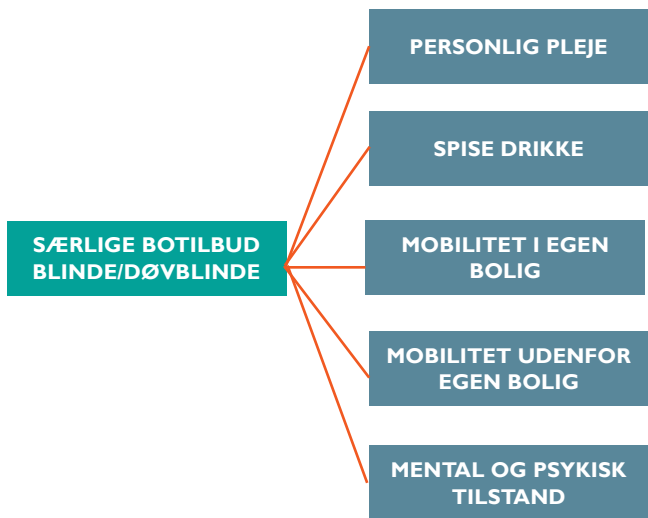 PERSONLIG PLEJE
SPISE DRIKKE
SÆRLIGE BOTILBUD
BLINDE/DØVBLINDE
MOBILITET I EGEN
BOLIG
MOBILITET UDENFOR
EGEN BOLIG
MENTAL OG PSYKISK
TILSTAND